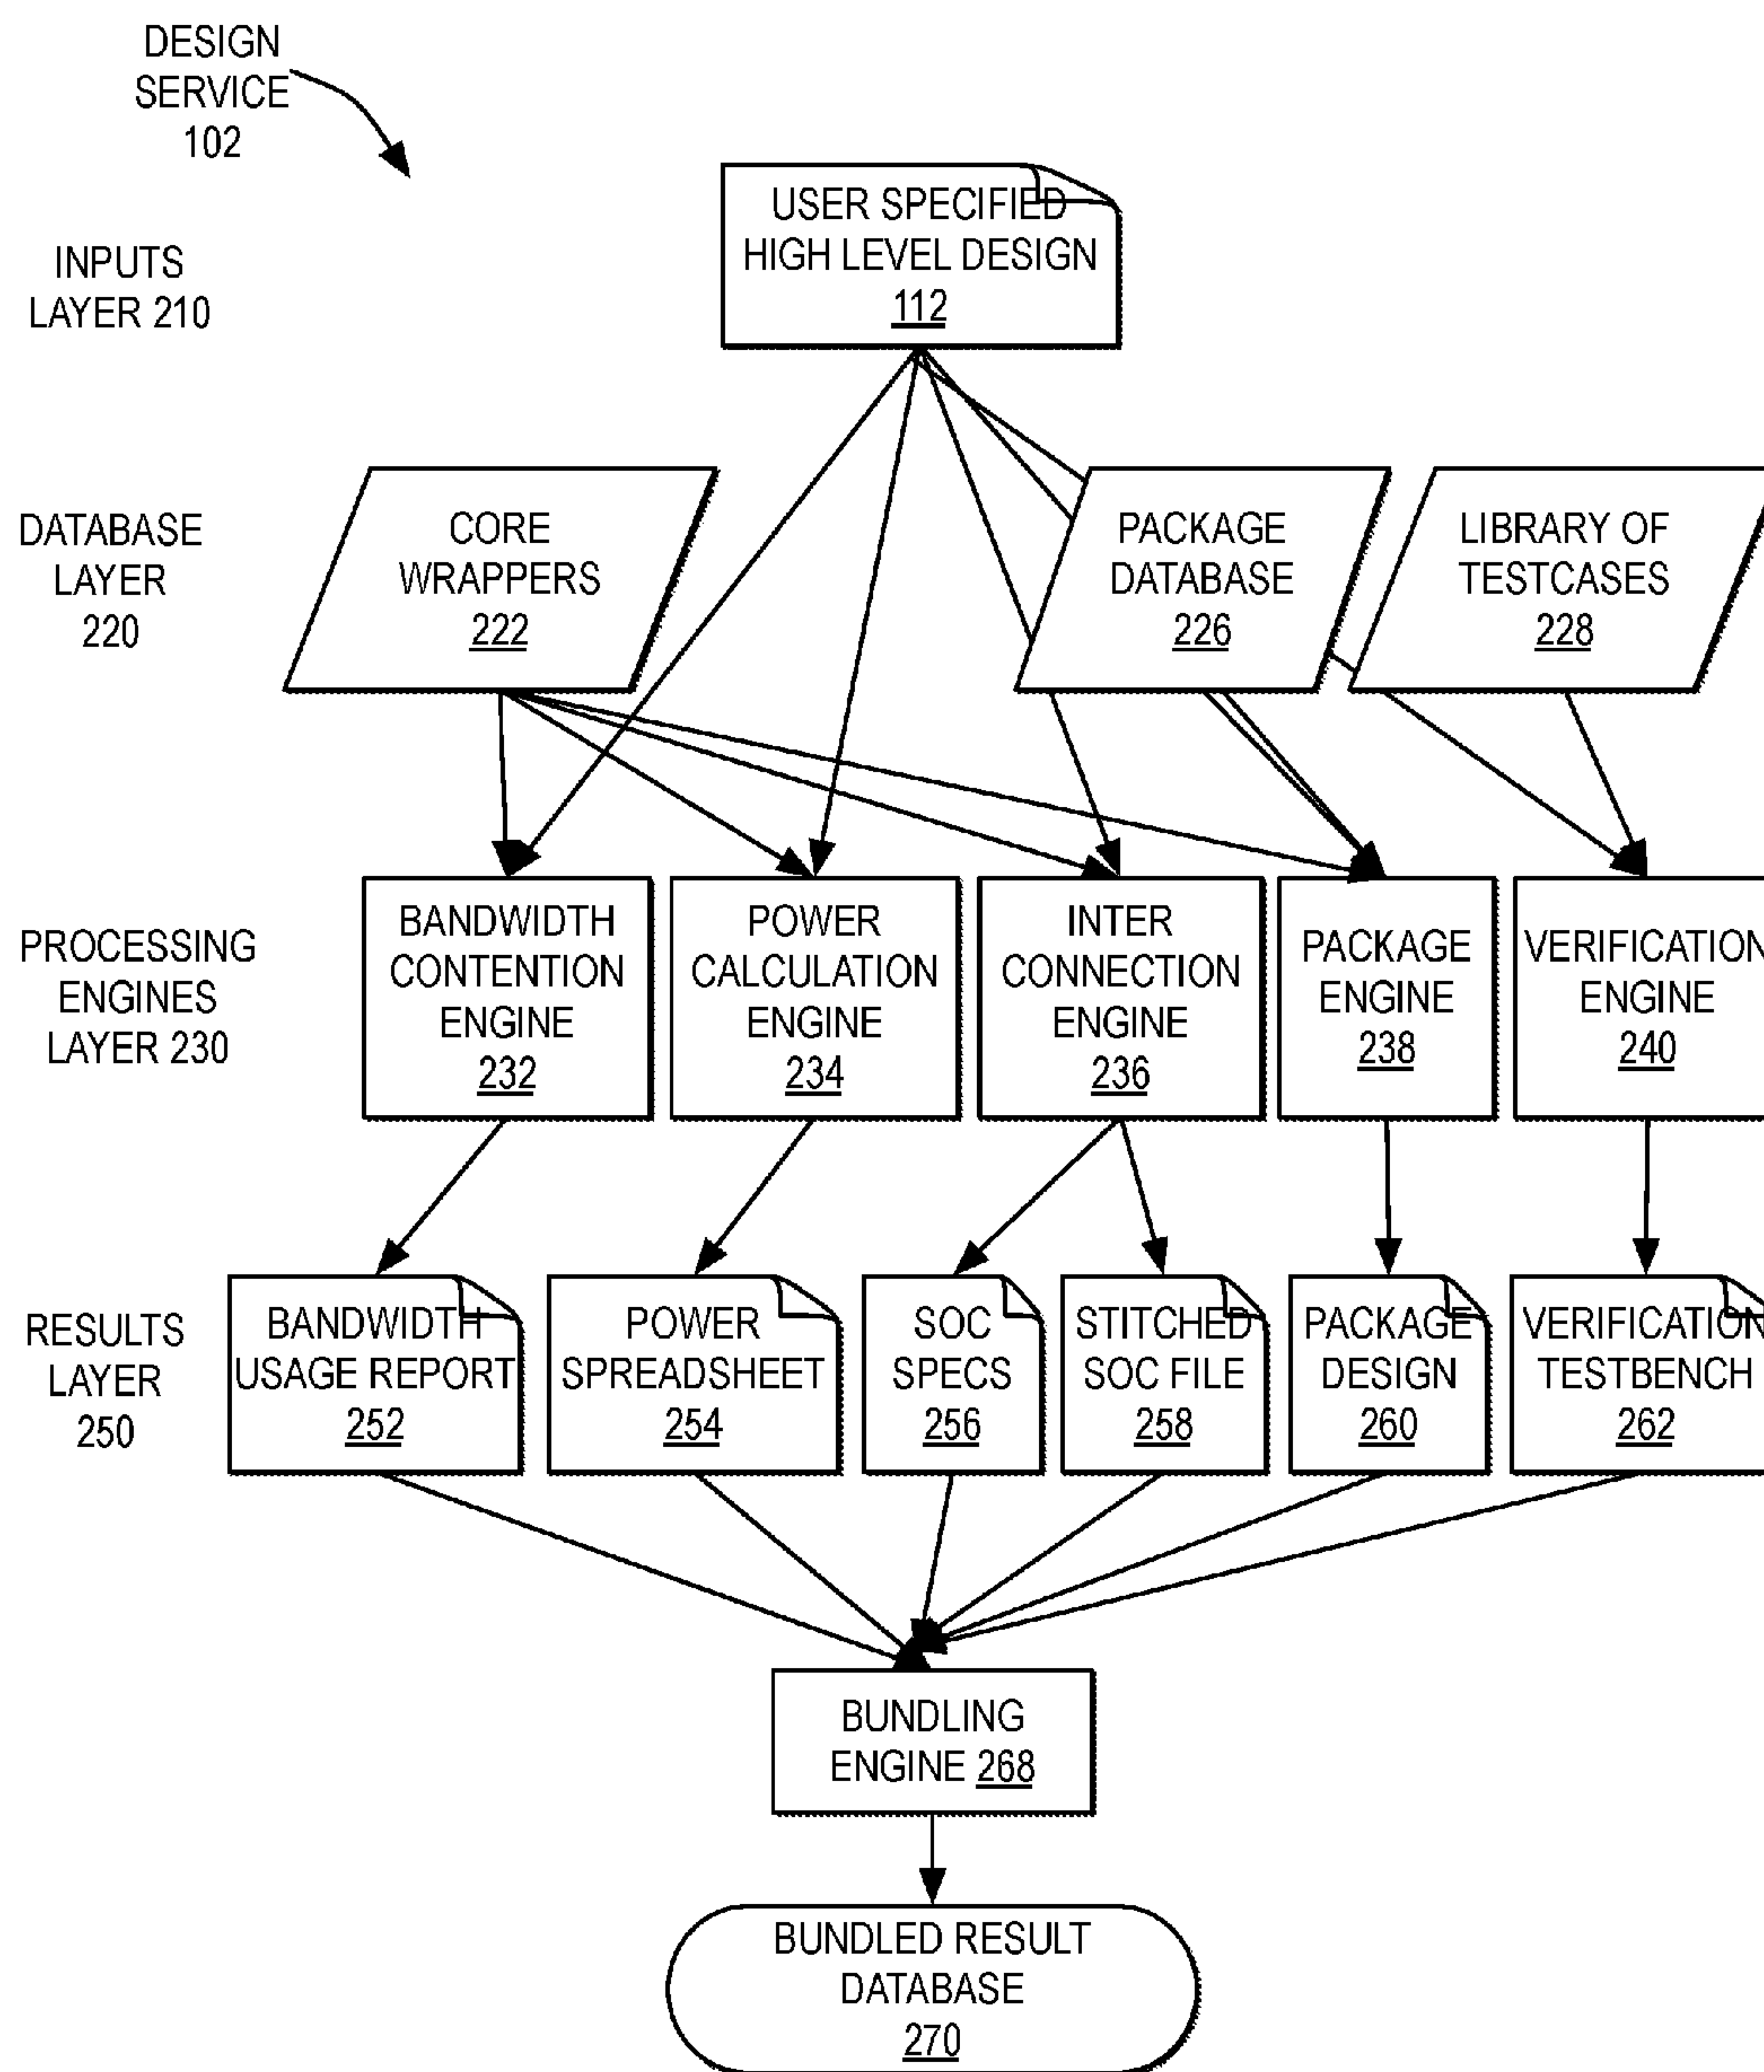 DESIGN
SERVICE
102
USER SPECIFIED
HIGH LEVEL DESIGN
112
INPUTS
LAYER 210
DATABASE
LAYER
220
CORE
WRAPPERS
222
PACKAGE
DATABASE
226
LIBRARY OF
TESTCASES
228
PROCESSING
ENGINES
LAYER 230
BANDWIDTH
CONTENTION
ENGINE
232
POWER
CALCULATION
ENGINE
234
INTER
CONNECTION
ENGINE
236
PACKAGE
ENGINE
238
VERIFICATION
ENGINE
240
RESULTS
LAYER
250
BANDWIDTH
USAGE REPORT
252
POWER
SPREADSHEET
254
SOC
SPECS
256
STITCHED
SOC FILE
258
PACKAGE
DESIGN
260
VERIFICATION
TESTBENCH
262
BUNDLING
ENGINE 268
BUNDLED RESULT
DATABASE
270